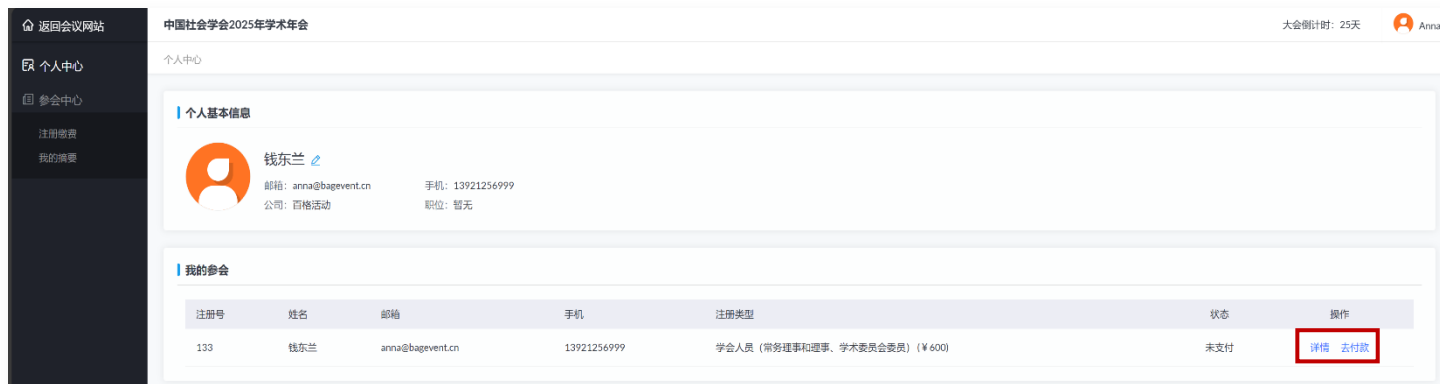 返回会议网站
中国社会学会2025年学术年会
大会倒计时：25天
Anna
个人中心
个人中心
参会中心
注册缴费
我的摘要
个人基本信息
钱东兰
邮箱：anna@bagevent.cn 手机：13921256999
公司：百格活动 职位：暂无
我的参会
注册号 姓名 邮箱 手机 注册类型 状态 操作
133 钱东兰 anna@bagevent.cn 13921256999 学会人员（常务理事和理事、学术委员会委员）(￥600) 未支付 详情 去付款